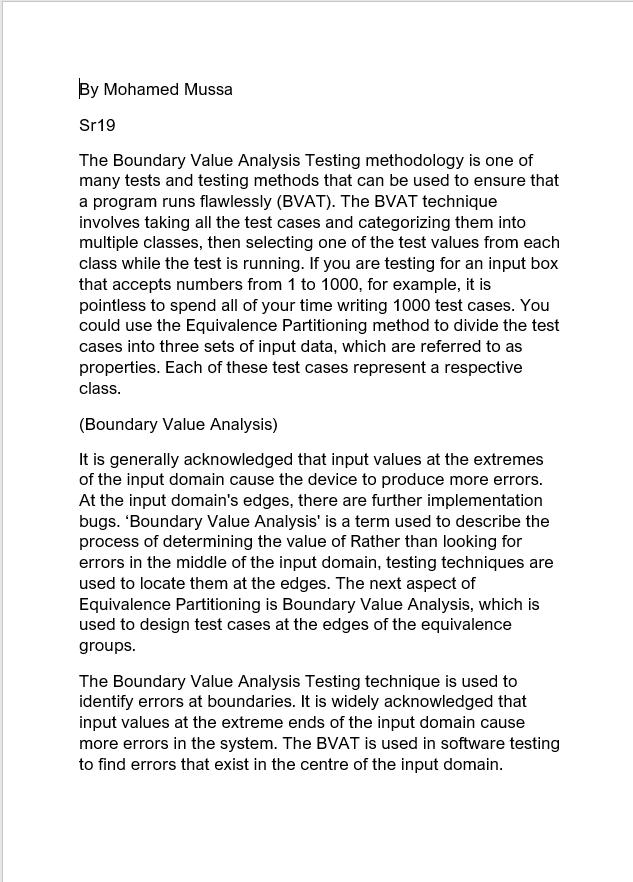 By Mohamed Mussa
Sr19
The Boundary Value Analysis Testing methodology is one of
many tests and testing methods that can be used to ensure that
a program runs flawlessly (BVAT). The BVAT technique
involves taking all the test cases and categorizing them into
multiple classes, then selecting one of the test values from each
class while the test is running. If you are testing for an input box
that accepts numbers from 1 to 1000, for example, it is
pointless to spend all of your time writing 1000 test cases. You
could use the Equivalence Partitioning method to divide the test
cases into three sets of input data, which are referred to as
properties. Each of these test cases represent a respective
class.
(Boundary Value Analysis)
It is generally acknowledged that input values at the extremes
of the input domain cause the device to produce more errors.
At the input domain's edges, there are further implementation
bugs. ‘Boundary Value Analysis' is a term used to describe the
process of determining the value of Rather than looking for
errors in the middle of the input domain, testing techniques are
used to locate them at the edges. The next aspect of
Equivalence Partitioning is Boundary Value Analysis, which is
used to design test cases at the edges of the equivalence
groups.
The Boundary Value Analysis Testing technique is used to
identify errors at boundaries. It is widely acknowledged that
input values at the extreme ends of the input domain cause
more errors in the system. The BVAT is used in software testing
to find errors that exist in the centre of the input domain.